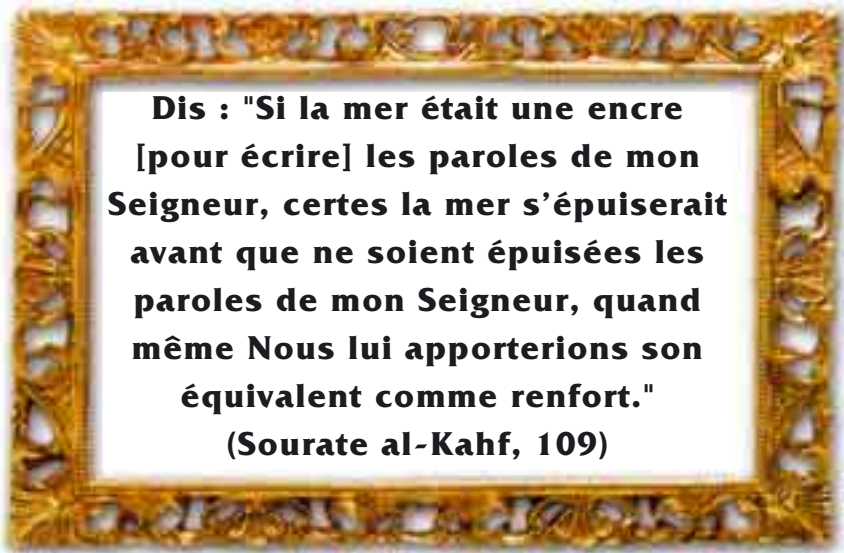 Dis : "Si la mer était une encre
[pour écrire] les paroles de mon
Seigneur, certes la mer s’épuiserait
avant que ne soient épuisées les
paroles de mon Seigneur, quand
même Nous lui apporterions son
équivalent comme renfort."
(Sourate al-Kahf, 109)